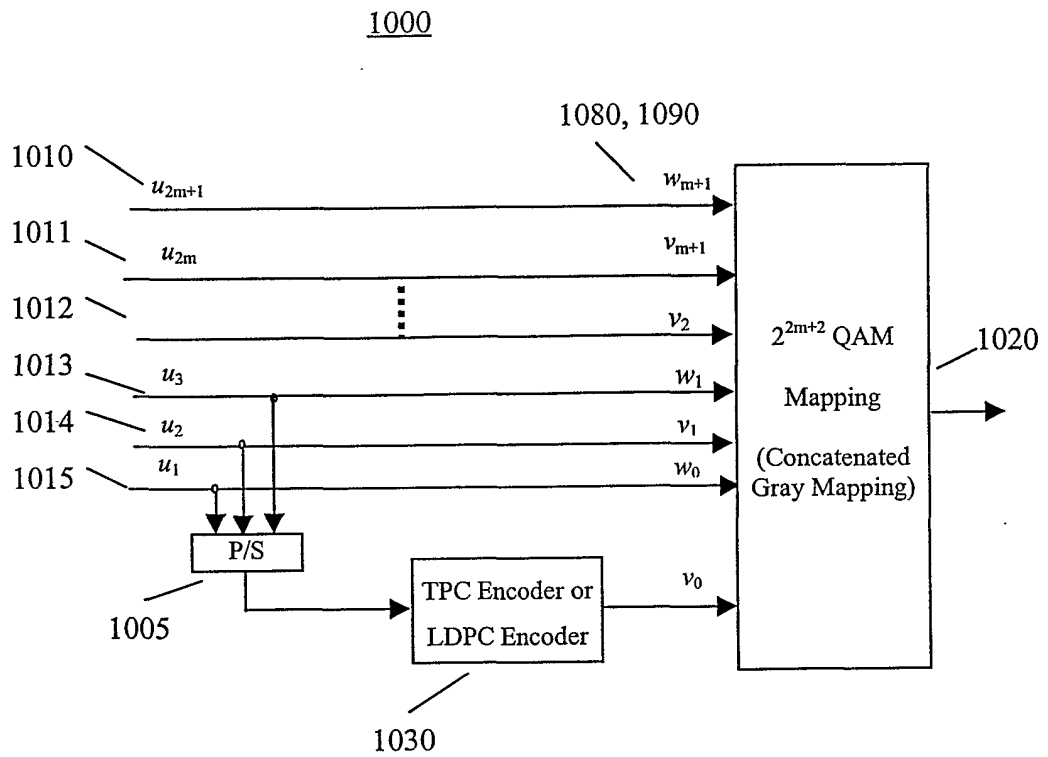 1000
1080, 1090
1010
u2m+1
wm+1
1011
u2m
vm+1
1012
v2
2^2m+2 QAM
1020
1013
u3
w1
Mapping
1014
u2
v1
(Concatenated
1015
u1
w0
Gray Mapping)
P/S
TPC Encoder or
v0
1005
LDPC Encoder
1030